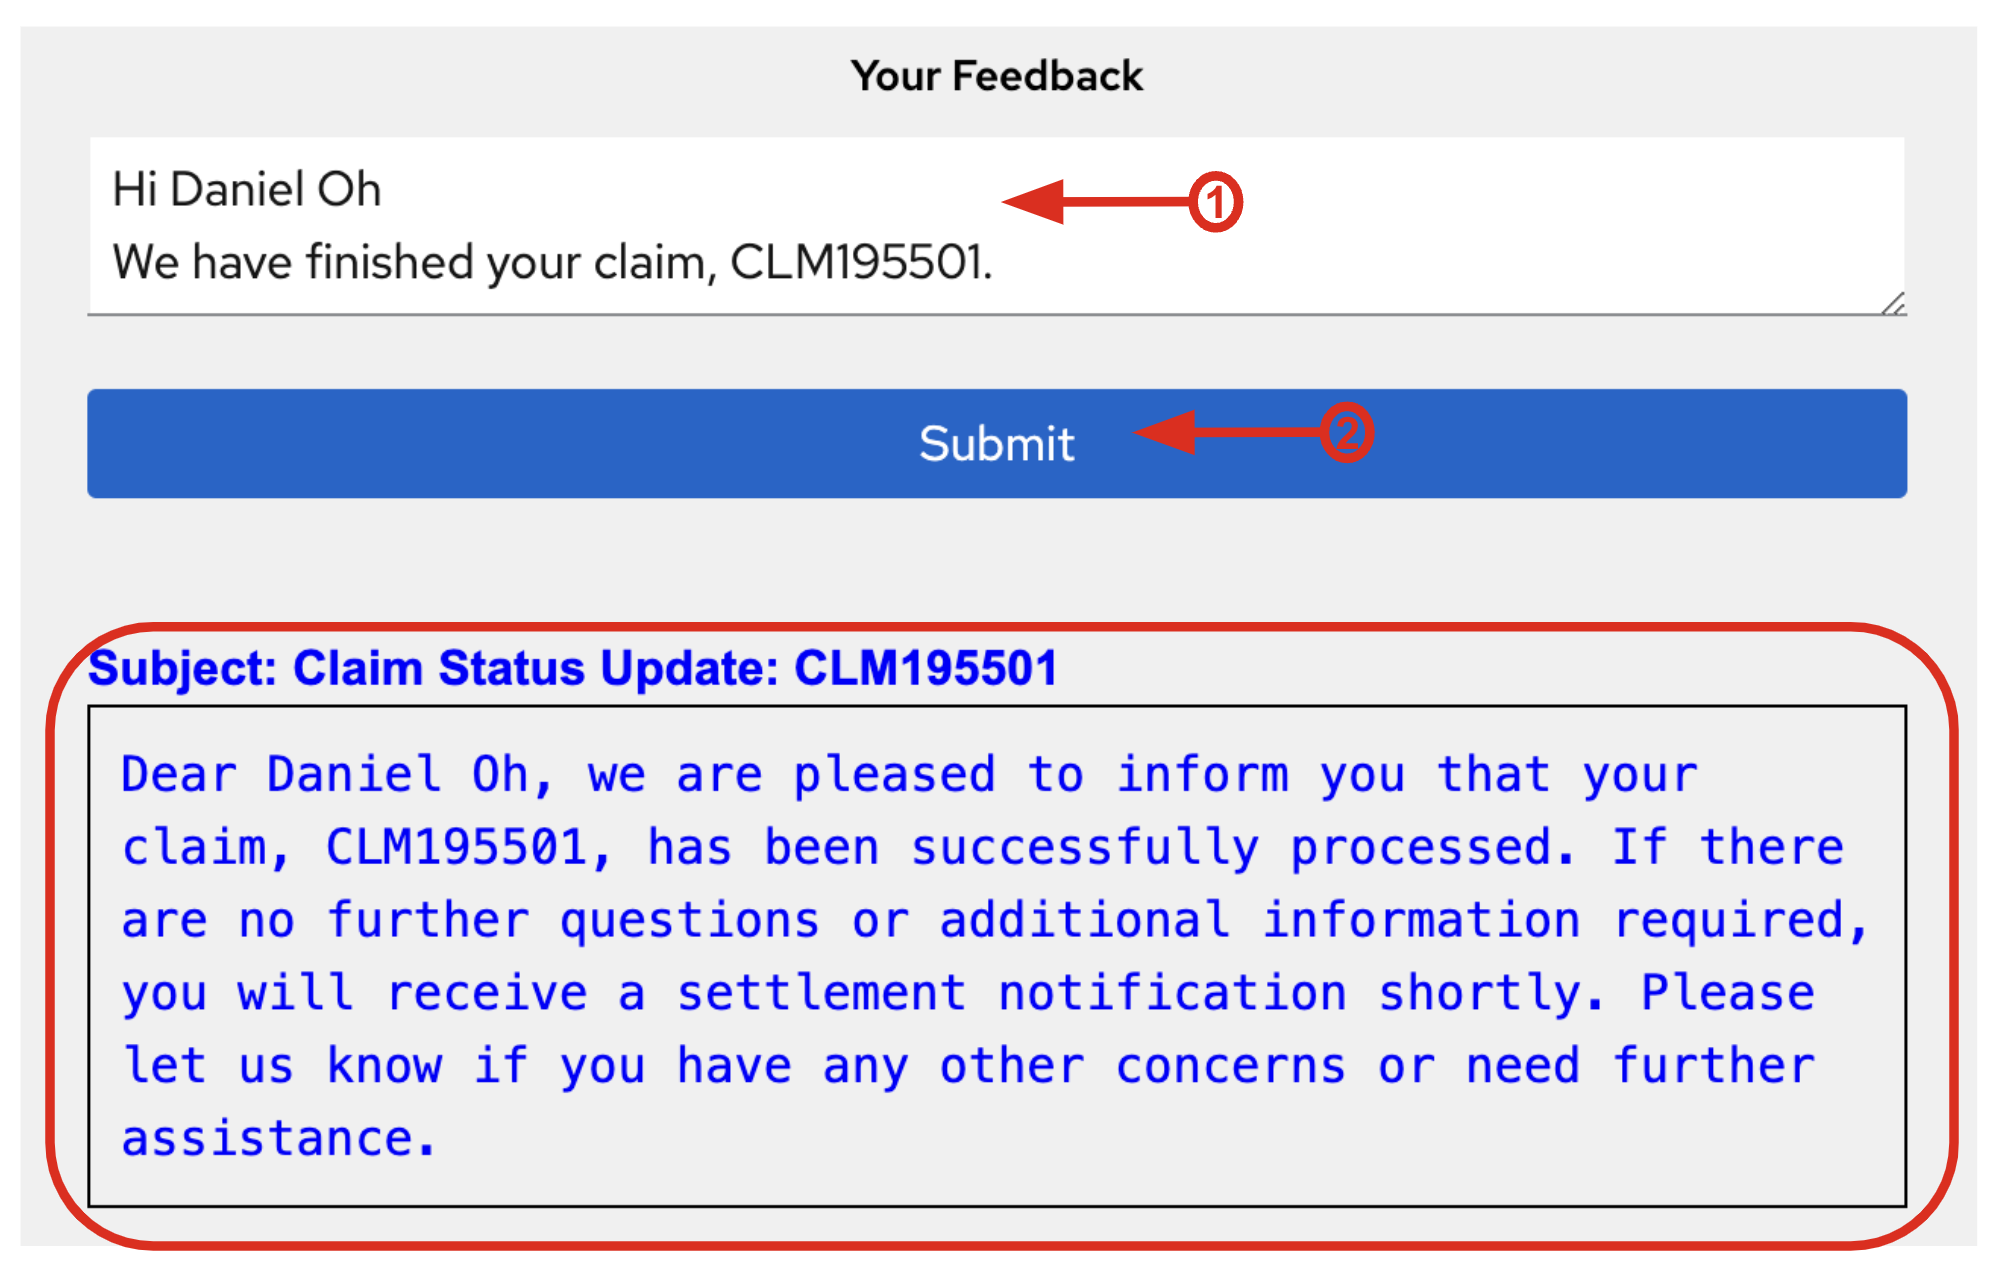 Your Feedback
Hi Daniel Oh
1
We have finished your claim, CLM195501.
Submit
2
Subject: Claim Status Update: CLM195501
Dear Daniel Oh, we are pleased to inform you that your
claim, CLM195501, has been successfully processed. If there
are no further questions or additional information required,
you will receive a settlement notification shortly. Please
let us know if you have any other concerns or need further
assistance.